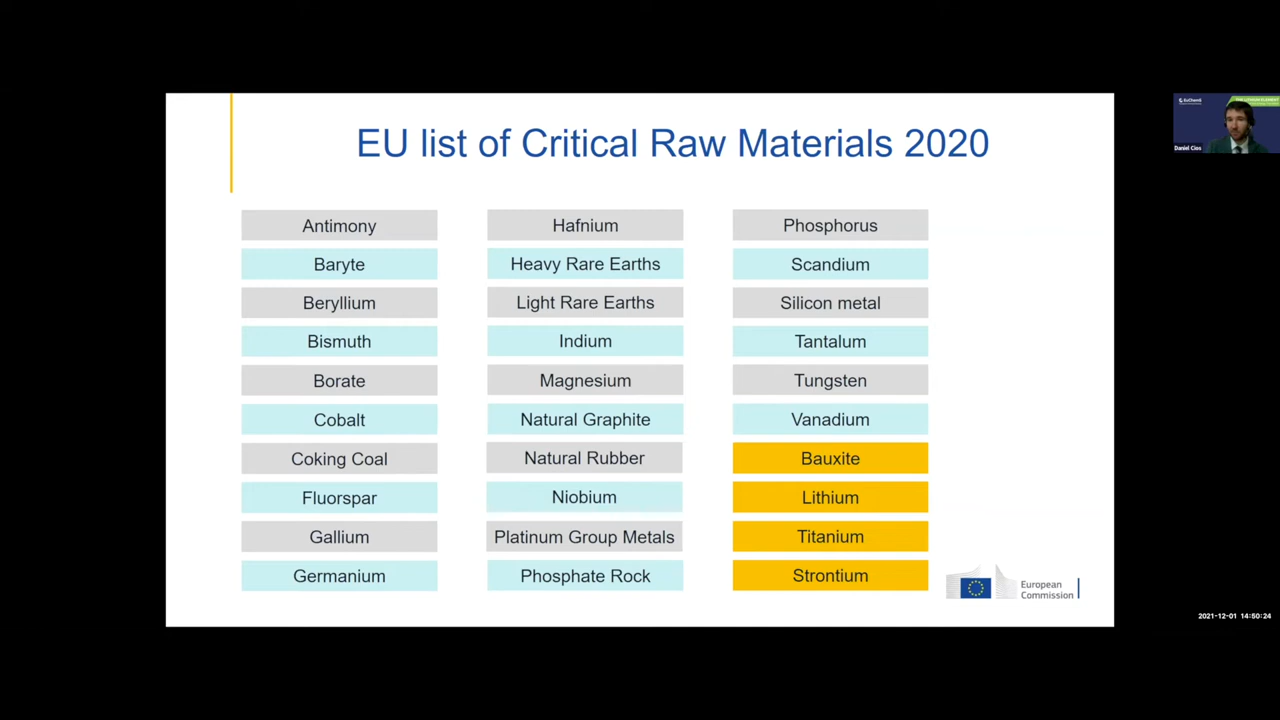 EU list of Critical Raw Materials 2020
Antimony
Baryte
Beryllium
Bismuth
Borate
Cobalt
Coking Coal
Fluorspar
Gallium
Germanium
Hafnium
Heavy Rare Earths
Light Rare Earths
Indium
Magnesium
Natural Graphite
Natural Rubber
Niobium
Platinum Group Metals
Phosphate Rock
Phosphorus
Scandium
Silicon metal
Tantalum
Tungsten
Vanadium
Bauxite
Lithium
Titanium
Strontium
European
Commission
EuChemS
Daniel Cios
2021-12-01 14:50:24